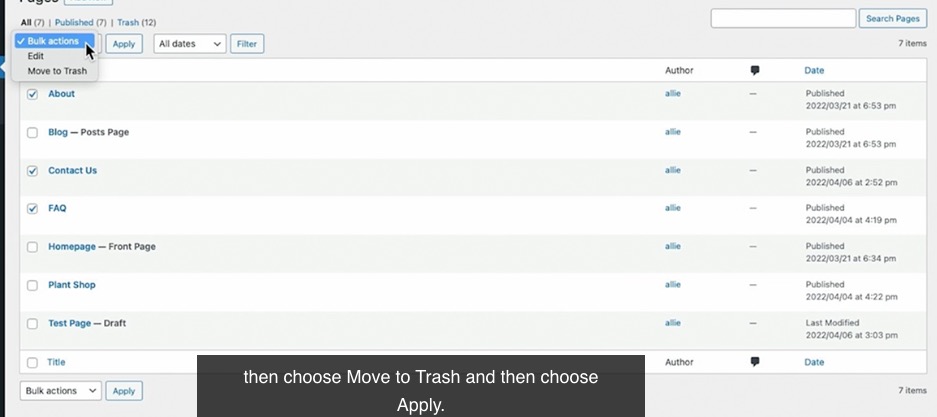 All (7) | Published (7) | Trash (12)
Search Pages
✓ Bulk actions
Apply
All dates
Filter
7 items
Edit
Move to Trash
Author
Date
About
allie
—
Published
2022/03/21 at 6:53 pm
Blog — Posts Page
allie
—
Published
2022/03/21 at 6:53 pm
Contact Us
allie
—
Published
2022/04/06 at 2:52 pm
FAQ
allie
—
Published
2022/04/04 at 4:19 pm
Homepage — Front Page
allie
—
Published
2022/03/21 at 6:34 pm
Plant Shop
allie
—
Published
2022/04/04 at 4:22 pm
Test Page — Draft
allie
—
Last Modified
2022/04/06 at 3:03 pm
Title
Author
Date
Bulk actions
Apply
7 items
then choose Move to Trash and then choose
Apply.